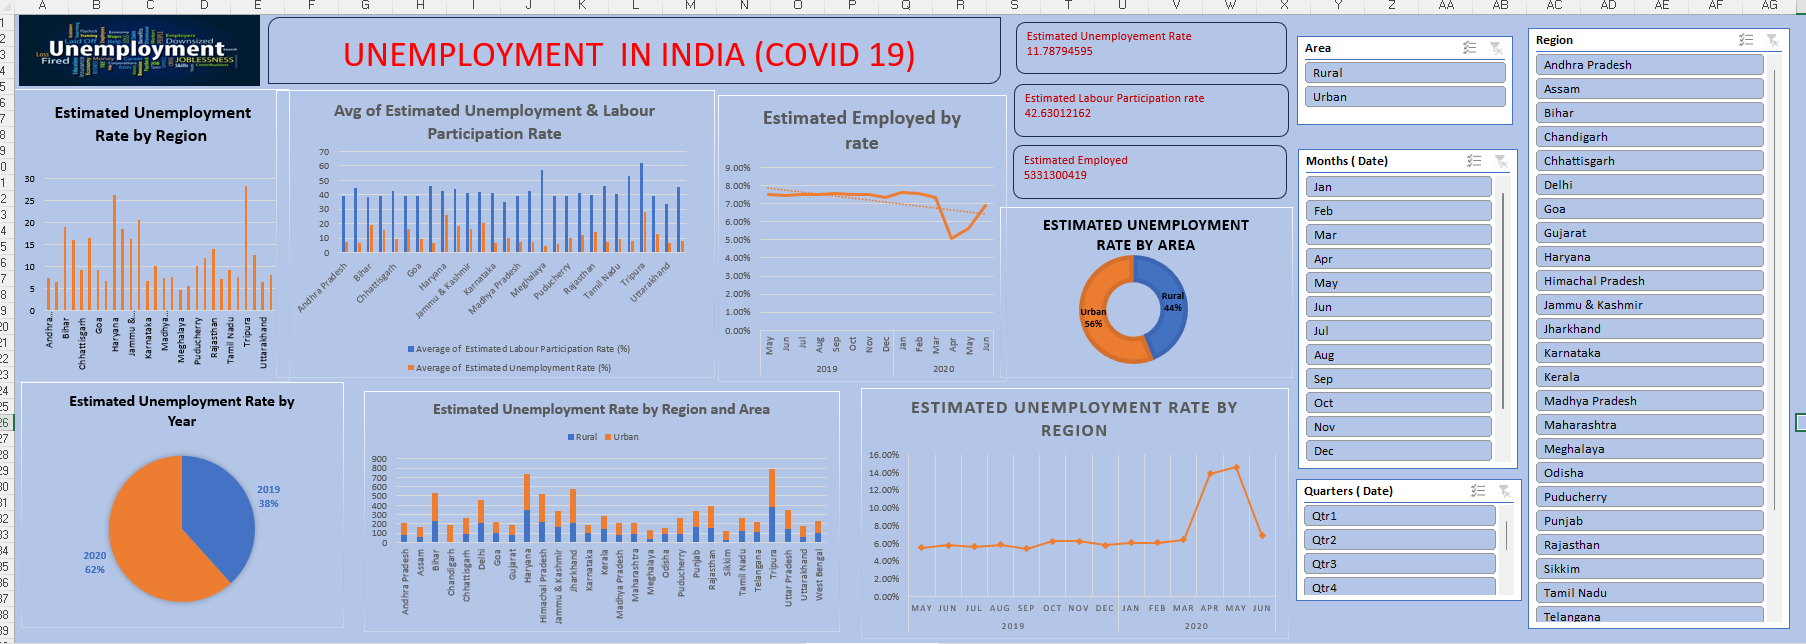 A B C D E F G H I J K L M N O P Q R S T U V W X Y Z AA AB AC AD AE AF AG
Unemployment
Loss
Fired
JOBLESSNESS
UNEMPLOYMENT IN INDIA (COVID 19)
Estimated Unemployement Rate
11.78794595
Estimated Labour Participation rate
42.63012162
Estimated Employed
5331300419
Estimated Unemployment
Rate by Region
30
25
20
15
10
5
0
Andhra...
Bihar
Chhattisgarh
Goa
Haryana
Jammu &...
Karnataka
Madhya...
Meghalaya
Puducherry
Rajasthan
Tamil Nadu
Tripura
Uttarakhand
Avg of Estimated Unemployment & Labour
Participation Rate
70
60
50
40
30
20
10
0
Andhra Pradesh
Bihar
Chhattisgarh
Goa
Haryana
Jammu & Kashmir
Karnataka
Madhya Pradesh
Meghalaya
Puducherry
Rajasthan
Tamil Nadu
Tripura
Uttarakhand
Average of Estimated Labour Participation Rate (%)
Average of Estimated Unemployment Rate (%)
Estimated Employed by
rate
9.00%
8.00%
7.00%
6.00%
5.00%
4.00%
3.00%
2.00%
1.00%
0.00%
May Jun Jul Aug Sep Oct Nov Dec Jan Feb Mar Apr May Jun
2019 2020
ESTIMATED UNEMPLOYMENT
RATE BY AREA
Rural
44%
Urban
56%
Estimated Unemployment Rate by
Year
2019
38%
2020
62%
Estimated Unemployment Rate by Region and Area
Rural Urban
900
800
700
600
500
400
300
200
100
0
Andhra Pradesh
Assam
Bihar
Chandigarh
Chhattisgarh
Delhi
Goa
Gujarat
Haryana
Himachal Pradesh
Jammu & Kashmir
Jharkhand
Karnataka
Kerala
Madhya Pradesh
Maharashtra
Meghalaya
Odisha
Puducherry
Punjab
Rajasthan
Sikkim
Tamil Nadu
Telangana
Tripura
Uttar Pradesh
Uttarakhand
West Bengal
ESTIMATED UNEMPLOYMENT RATE BY
REGION
16.00%
14.00%
12.00%
10.00%
8.00%
6.00%
4.00%
2.00%
0.00%
MAY JUN JUL AUG SEP OCT NOV DEC JAN FEB MAR APR MAY JUN
2019 2020
Area
Rural
Urban
Months ( Date)
Jan
Feb
Mar
Apr
May
Jun
Jul
Aug
Sep
Oct
Nov
Dec
Quarters ( Date)
Qtr1
Qtr2
Qtr3
Qtr4
Region
Andhra Pradesh
Assam
Bihar
Chandigarh
Chhattisgarh
Delhi
Goa
Gujarat
Haryana
Himachal Pradesh
Jammu & Kashmir
Jharkhand
Karnataka
Kerala
Madhya Pradesh
Maharashtra
Meghalaya
Odisha
Puducherry
Punjab
Rajasthan
Sikkim
Tamil Nadu
Telangana